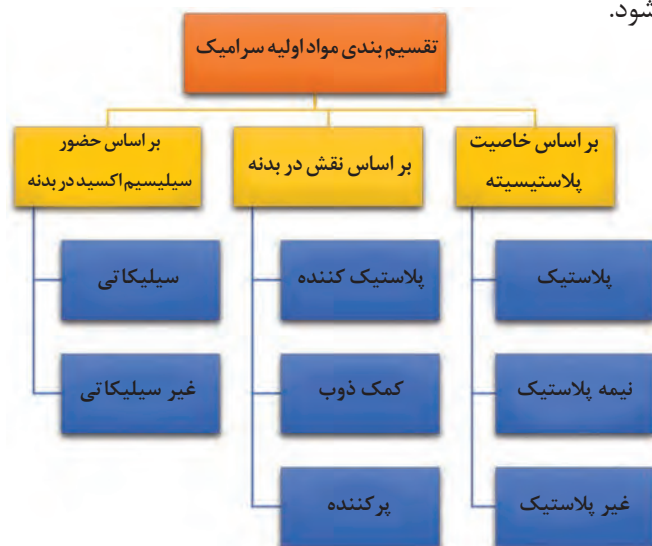 شود.
تقسیم بندی مواد اولیه سرامیک
بر اساس خاصیت
پلاستیسیته
بر اساس نقش در بدنه
بر اساس حضور
سیلیسیم اکسید در بدنه
پلاستیک
نیمه پلاستیک
غیر پلاستیک
پلاستیک کننده
کمک ذوب
پرکننده
سیلیکاتی
غیر سیلیکاتی